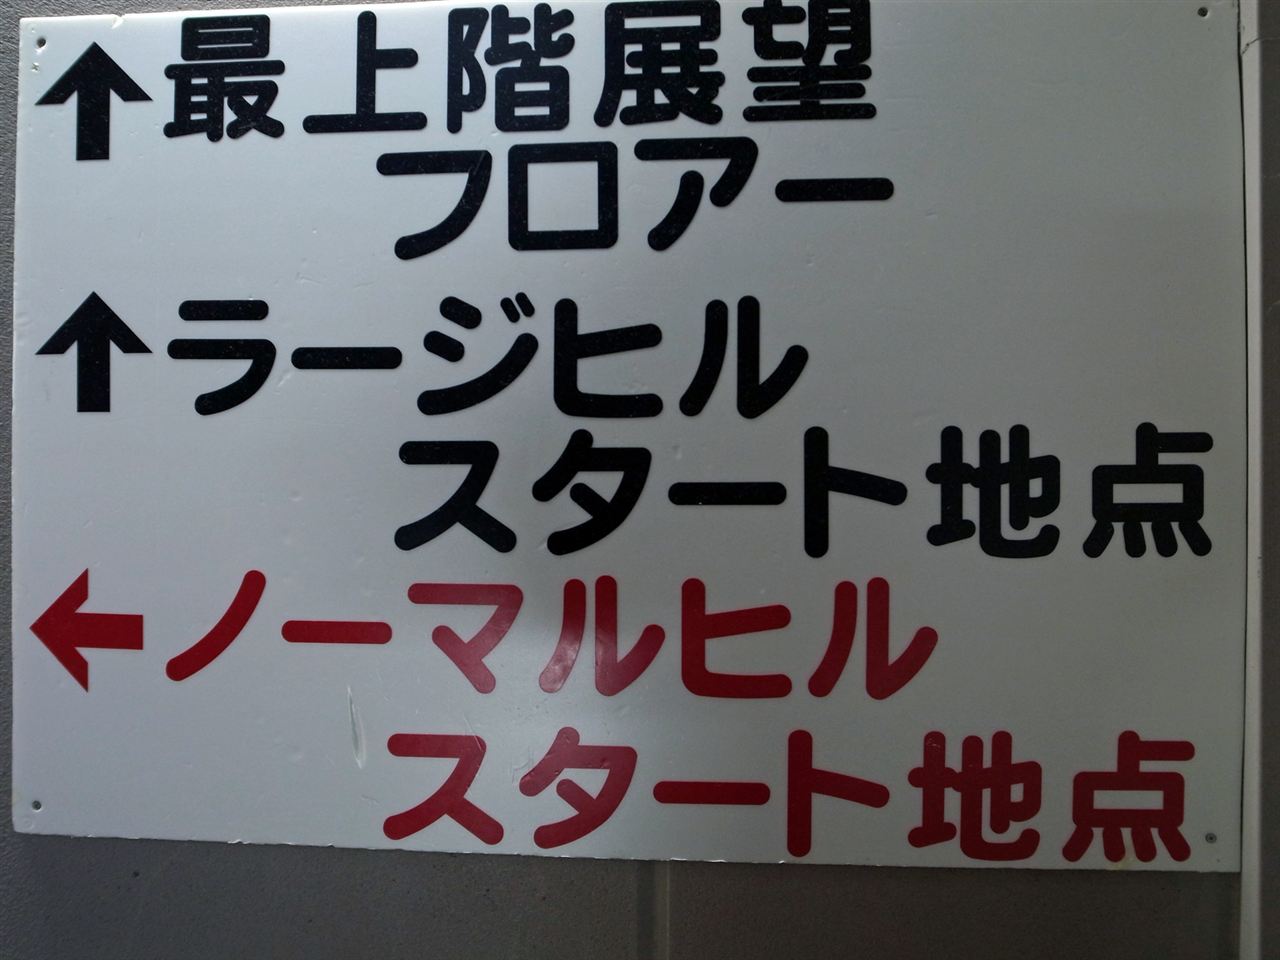 ↑最上階展望
フロアー
↑ラージヒル
スタート地点
←ノーマルヒル
スタート地点